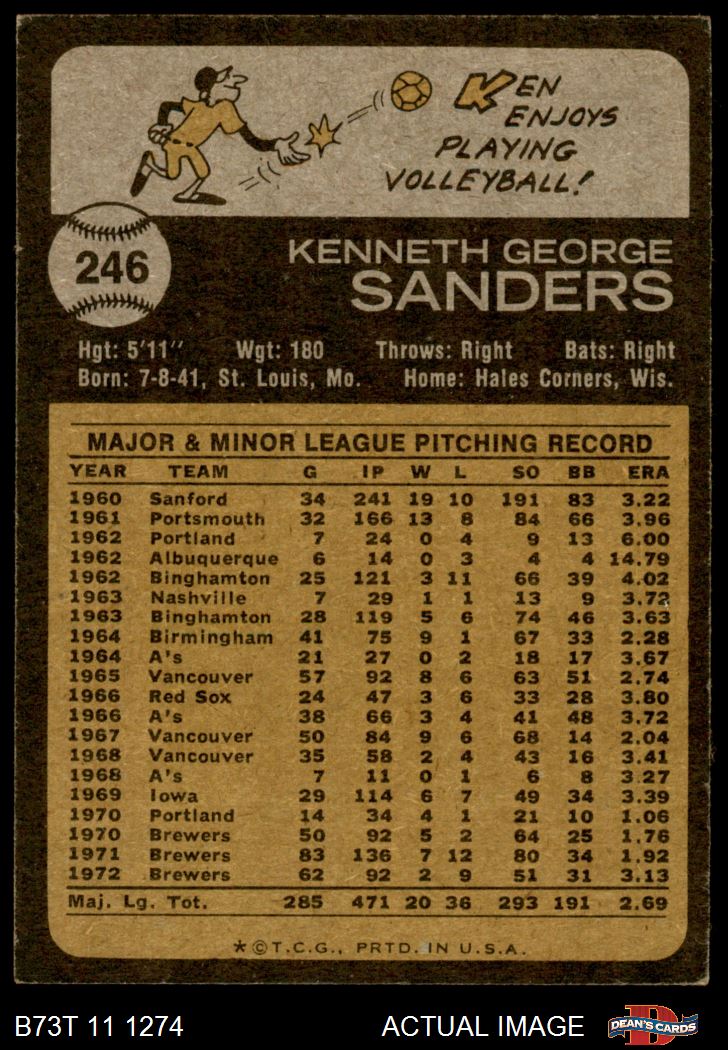 KEN
ENJOYS
PLAYING
VOLLEYBALL!
246
KENNETH GEORGE
SANDERS
Hgt: 5'11" Wgt: 180 Throws: Right Bats: Right
Born: 7-8-41, St. Louis, Mo. Home: Hales Corners, Wis.
MAJOR & MINOR LEAGUE PITCHING RECORD
YEAR TEAM G IP W L SO BB ERA
1960 Sanford 34 241 19 10 191 83 3.22
1961 Portsmouth 32 166 13 8 84 66 3.96
1962 Portland 7 24 0 4 9 13 6.00
1962 Albuquerque 6 14 0 3 4 4 14.79
1962 Binghamton 25 121 3 11 66 39 4.02
1963 Nashville 7 29 1 1 13 9 3.72
1963 Binghamton 28 119 5 6 74 46 3.63
1964 Birmingham 41 75 9 1 67 33 2.28
1964 A's 21 27 0 2 18 17 3.67
1965 Vancouver 57 92 8 6 63 51 2.74
1966 Red Sox 24 47 3 6 33 28 3.80
1966 A's 38 66 3 4 41 48 3.72
1967 Vancouver 50 84 9 6 68 14 2.04
1968 Vancouver 35 58 2 4 43 16 3.41
1968 A's 7 11 0 1 6 8 3.27
1969 Iowa 29 114 6 7 49 34 3.39
1970 Portland 14 34 4 1 21 10 1.06
1970 Brewers 50 92 5 2 64 25 1.76
1971 Brewers 83 136 7 12 80 34 1.92
1972 Brewers 62 92 2 9 51 31 3.13
Maj. Lg. Tot. 285 471 20 36 293 191 2.69
*©T.C.G., PRTD. IN U.S.A.
B73T 11 1274 ACTUAL IMAGE DEAN'S CARDS